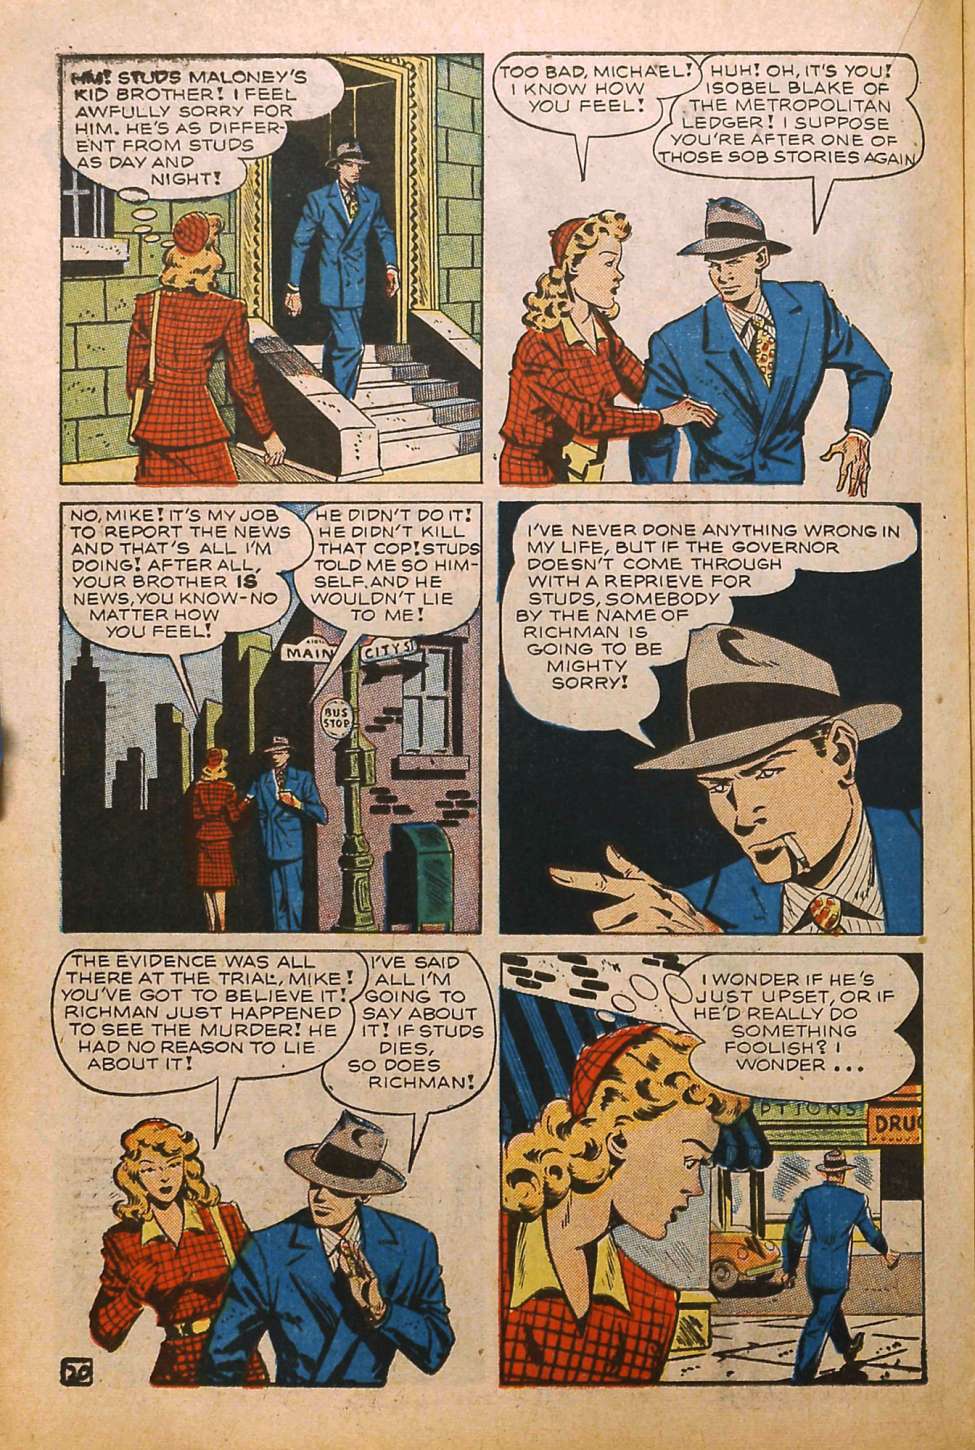 HM! STUDS MALONEY'S
KID BROTHER! I FEEL
AWFULLY SORRY FOR
HIM. HE'S AS DIFFER-
ENT FROM STUDS
AS DAY AND
NIGHT!
TOO BAD, MICHAEL!
I KNOW HOW
YOU FEEL!
HUH! OH, IT'S YOU!
ISOBEL BLAKE OF
THE METROPOLITAN
LEDGER! I SUPPOSE
YOU'RE AFTER ONE OF
THOSE SOB STORIES AGAIN
NO, MIKE! IT'S MY JOB
TO REPORT THE NEWS
AND THAT'S ALL I'M
DOING! AFTER ALL,
YOUR BROTHER IS
NEWS, YOU KNOW-NO
MATTER HOW
YOU FEEL!
HE DIDN'T DO IT!
HE DIDN'T KILL
THAT COP! STUDS
TOLD ME SO HIM-
SELF. AND HE
WOULDN'T LIE
TO ME!
MAIN
CITY ST
BUS
STOP
I'VE NEVER DONE ANYTHING WRONG IN
MY LIFE, BUT IF THE GOVERNOR
DOESN'T COME THROUGH
WITH A REPRIEVE FOR
STUDS, SOMEBODY
BY THE NAME OF
RICHMAN IS
GOING TO BE
MIGHTY
SORRY!
THE EVIDENCE WAS ALL
THERE AT THE TRIAL, MIKE!
YOU'VE GOT TO BELIEVE IT!
RICHMAN JUST HAPPENED
TO SEE THE MURDER! HE
HAD NO REASON TO LIE
ABOUT IT!
I'VE SAID
ALL I'M
GOING TO
SAY ABOUT
IT! IF STUDS
DIES,
SO DOES
RICHMAN!
I WONDER IF HE'S
JUST UPSET, OR IF
HE'D REALLY DO
SOMETHING
FOOLISH? I
WONDER ...
PTIONS
DRUG
20